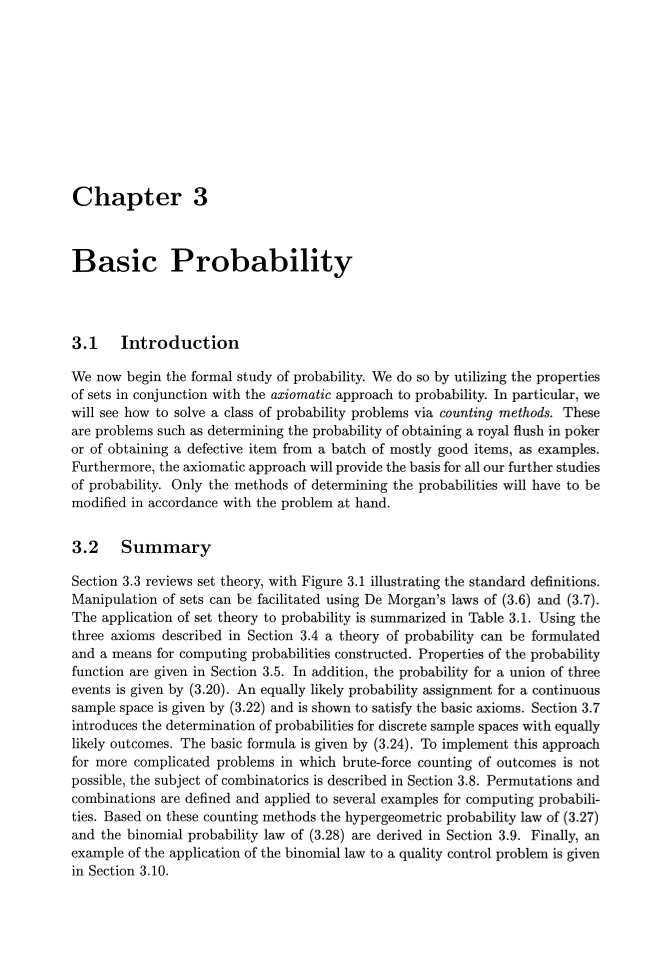 Chapter 3
Basic Probability
3.1 Introduction
We now begin the formal study of probability. We do so by utilizing the properties
of sets in conjunction with the axiomatic approach to probability. In particular, we
will see how to solve a class of probability problems via counting methods. These
are problems such as determining the probability of obtaining a royal flush in poker
or of obtaining a defective item from a batch of mostly good items, as examples.
Furthermore, the axiomatic approach will provide the basis for all our further studies
of probability. Only the methods of determining the probabilities will have to be
modified in accordance with the problem at hand.
3.2 Summary
Section 3.3 reviews set theory, with Figure 3.1 illustrating the standard definitions.
Manipulation of sets can be facilitated using De Morgan's laws of (3.6) and (3.7).
The application of set theory to probability is summarized in Table 3.1. Using the
three axioms described in Section 3.4 a theory of probability can be formulated
and a means for computing probabilities constructed. Properties of the probability
function are given in Section 3.5. In addition, the probability for a union of three
events is given by (3.20). An equally likely probability assignment for a continuous
sample space is given by (3.22) and is shown to satisfy the basic axioms. Section 3.7
introduces the determination of probabilities for discrete sample spaces with equally
likely outcomes. The basic formula is given by (3.24). To implement this approach
for more complicated problems in which brute-force counting of outcomes is not
possible, the subject of combinatorics is described in Section 3.8. Permutations and
combinations are defined and applied to several examples for computing probabili-
ties. Based on these counting methods the hypergeometric probability law of (3.27)
and the binomial probability law of (3.28) are derived in Section 3.9. Finally, an
example of the application of the binomial law to a quality control problem is given
in Section 3.10.